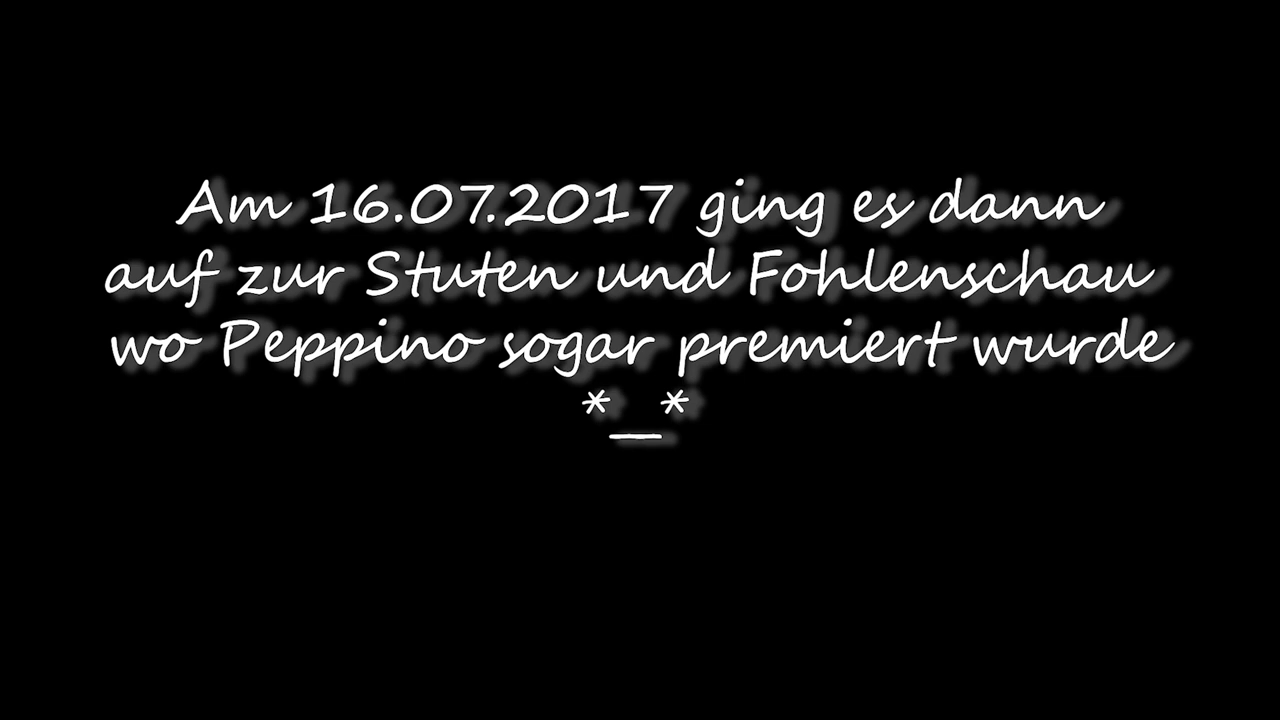 Am 16.07.2017 ging es dann
auf zur Stuten und Fohlenschau
wo Peppino sogar premiert wurde
*_*